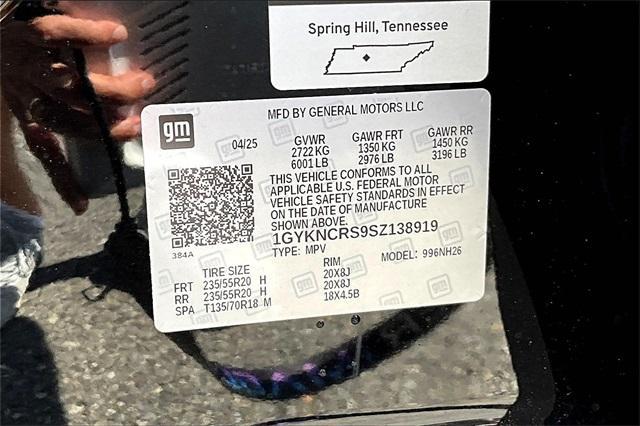 Spring Hill, Tennessee
MFD BY GENERAL MOTORS LLC
gm
04/25 GVWR GAWR FRT GAWR RR
2722 KG 1350 KG 1450 KG
6001 LB 2976 LB 3196 LB
THIS VEHICLE CONFORMS TO ALL
APPLICABLE U.S. FEDERAL MOTOR
VEHICLE SAFETY STANDARDS IN EFFECT
ON THE DATE OF MANUFACTURE
SHOWN ABOVE.
1GYKNCRS9SZ138919
TYPE: MPV MODEL: 996NH26
384A
TIRE SIZE RIM
FRT 235/55R20 H 20X8J
RR 235/55R20 H 20X8J
SPA T135/70R18 M 18X4.5B